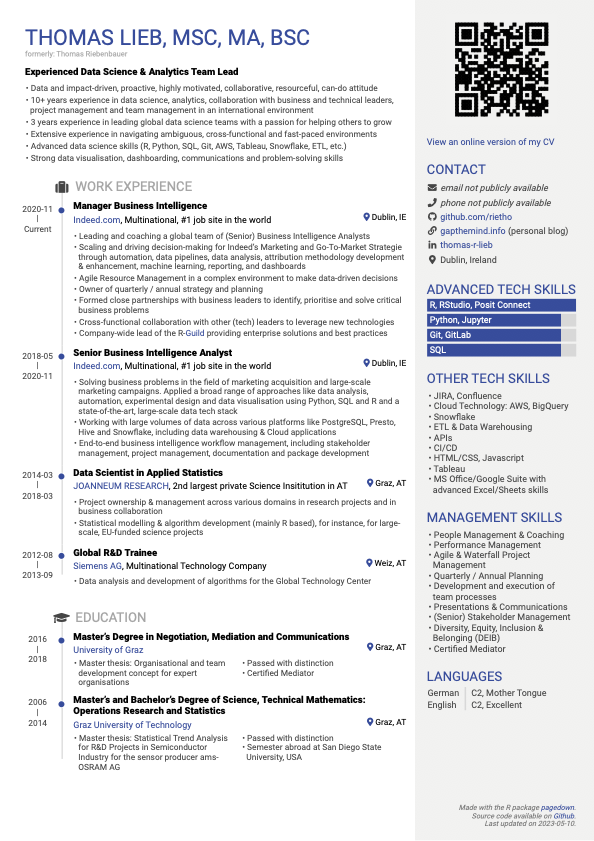 THOMAS LIEB, MSC, MA, BSC
formerly: Thomas Riebenbauer
Experienced Data Science & Analytics Team Lead
• Data and impact-driven, proactive, highly motivated, collaborative, resourceful, can-do attitude
• 10+ years experience in data science, analytics, collaboration with business and technical leaders,
project management and team management in an international environment
• 3 years experience in leading global data science teams with a passion for helping others to grow
• Extensive experience in navigating ambiguous, cross-functional and fast-paced environments
• Advanced data science skills (R, Python, SQL, Git, AWS, Tableau, Snowflake, ETL, etc.)
• Strong data visualisation, dashboarding, communications and problem-solving skills
WORK EXPERIENCE
2020-11
|
Current
Manager Business Intelligence
Indeed.com, Multinational, #1 job site in the world
Dublin, IE
• Leading and coaching a global team of (Senior) Business Intelligence Analysts
• Scaling and driving decision-making for Indeed's Marketing and Go-To-Market Strategie
through automation, data pipelines, data analysis, attribution methodology development
& enhancement, machine learning, reporting, and dashboards
• Agile Resource Management in a complex environment to make data-driven decisions
• Owner of quarterly / annual strategy and planning
• Formed close partnerships with business leaders to identify, prioritise and solve critical
business problems
• Cross-functional collaboration with other (tech) leaders to leverage new technologies
• Company-wide lead of the R-Guild providing enterprise solutions and best practices
2018-05
|
2020-11
Senior Business Intelligence Analyst
Indeed.com, Multinational, #1 job site in the world
Dublin, IE
• Solving business problems in the field of marketing acquisition and large-scale
marketing campaigns. Applied a broad range of approaches like data analysis,
automation, experimental design and data visualisation using Python, SQL and R and a
state-of-the-art, large-scale data tech stack
• Working with large volumes of data across various platforms like PostgreSQL, Presto,
Hive and Snowflake, including data warehousing & Cloud applications
• End-to-end business intelligence workflow management, including stakeholder
management, project management, documentation and package development
2014-03
|
2018-03
Data Scientist in Applied Statistics
JOANNEUM RESEARCH, 2nd largest private Science Insititution in AT
Graz, AT
• Project ownership & management across various domains in research projects and in
business collaboration
• Statistical modelling & algorithm development (mainly R based), for instance, for large-
scale, EU-funded science projects
2012-08
|
2013-09
Global R&D Trainee
Siemens AG, Multinational Technology Company
Weiz, AT
• Data analysis and development of algorithms for the Global Technology Center
EDUCATION
2016
|
2018
Master's Degree in Negotiation, Mediation and Communications
University of Graz
Graz, AT
• Master thesis: Organisational and team
development concept for expert
organisations
• Passed with distinction
• Certified Mediator
2006
|
2014
Master's and Bachelor's Degree of Science, Technical Mathematics:
Operations Research and Statistics
Graz University of Technology
Graz, AT
• Master thesis: Statistical Trend Analysis
for R&D Projects in Semiconductor
Industry for the sensor producer ams-
OSRAM AG
• Passed with distinction
• Semester abroad at San Diego State
University, USA
View an online version of my CV
CONTACT
email not publicly available
phone not publicly available
github.com/rietho
gapthemind.info (personal blog)
thomas-r-lieb
Dublin, Ireland
ADVANCED TECH SKILLS
R, RStudio, Posit Connect
Python, Jupyter
Git, GitLab
SQL
OTHER TECH SKILLS
• JIRA, Confluence
• Cloud Technology: AWS, BigQuery
• Snowflake
• ETL & Data Warehousing
• APIs
• CI/CD
• HTML/CSS, Javascript
• Tableau
• MS Office/Google Suite with
advanced Excel/Sheets skills
MANAGEMENT SKILLS
• People Management & Coaching
• Performance Management
• Agile & Waterfall Project
Management
• Quarterly / Annual Planning
• Development and execution of
team processes
• Presentations & Communications
• (Senior) Stakeholder Management
• Diversity, Equity, Inclusion &
Belonging (DEIB)
• Certified Mediator
LANGUAGES
German C2, Mother Tongue
English C2, Excellent
Made with the R package pagedown.
Source code available on Github.
Last updated on 2023-05-10.